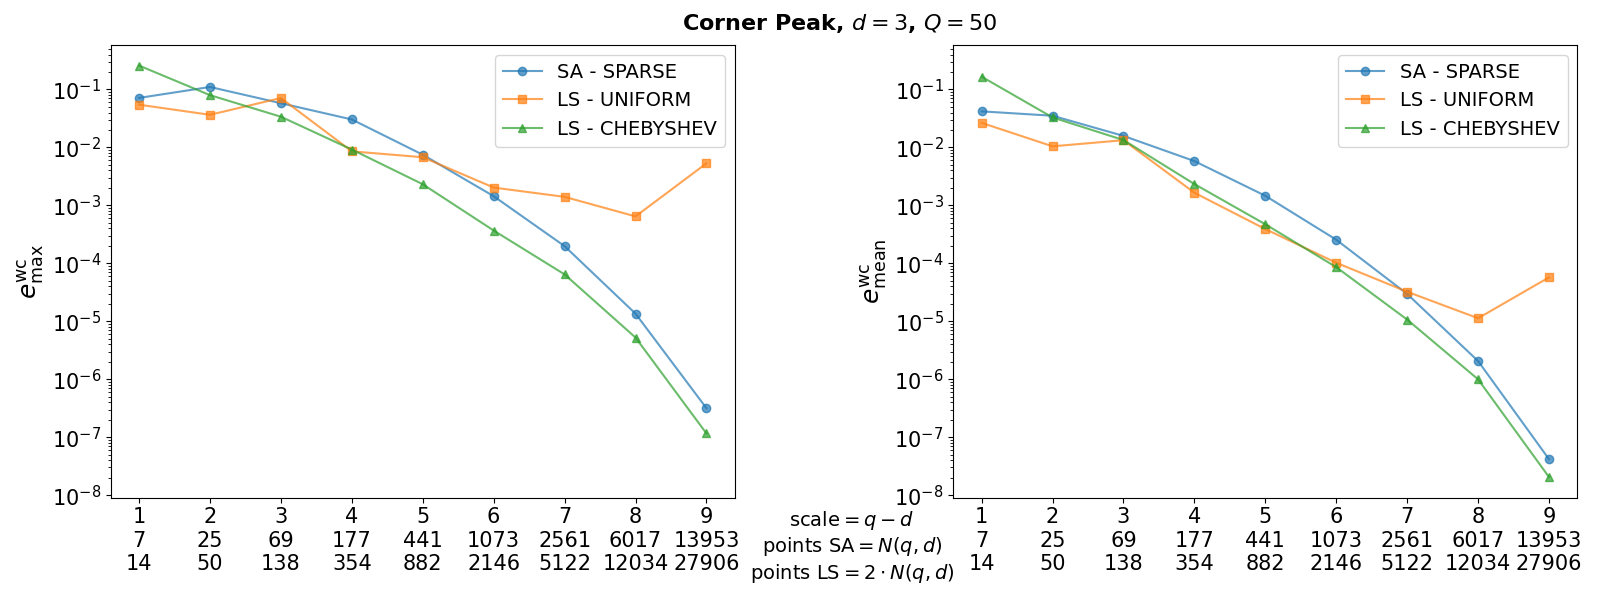 Corner Peak, d = 3, Q = 50
SA - SPARSE
LS - UNIFORM
LS - CHEBYSHEV
e^wc_max
10^-1
10^-2
10^-3
10^-4
10^-5
10^-6
10^-7
10^-8
1 2 3 4 5 6 7 8 9
7 25 69 177 441 1073 2561 6017 13953
14 50 138 354 882 2146 5122 12034 27906
scale = q − d
points SA = N(q, d)
points LS = 2 · N(q, d)
SA - SPARSE
LS - UNIFORM
LS - CHEBYSHEV
e^wc_mean
10^-1
10^-2
10^-3
10^-4
10^-5
10^-6
10^-7
10^-8
1 2 3 4 5 6 7 8 9
7 25 69 177 441 1073 2561 6017 13953
14 50 138 354 882 2146 5122 12034 27906